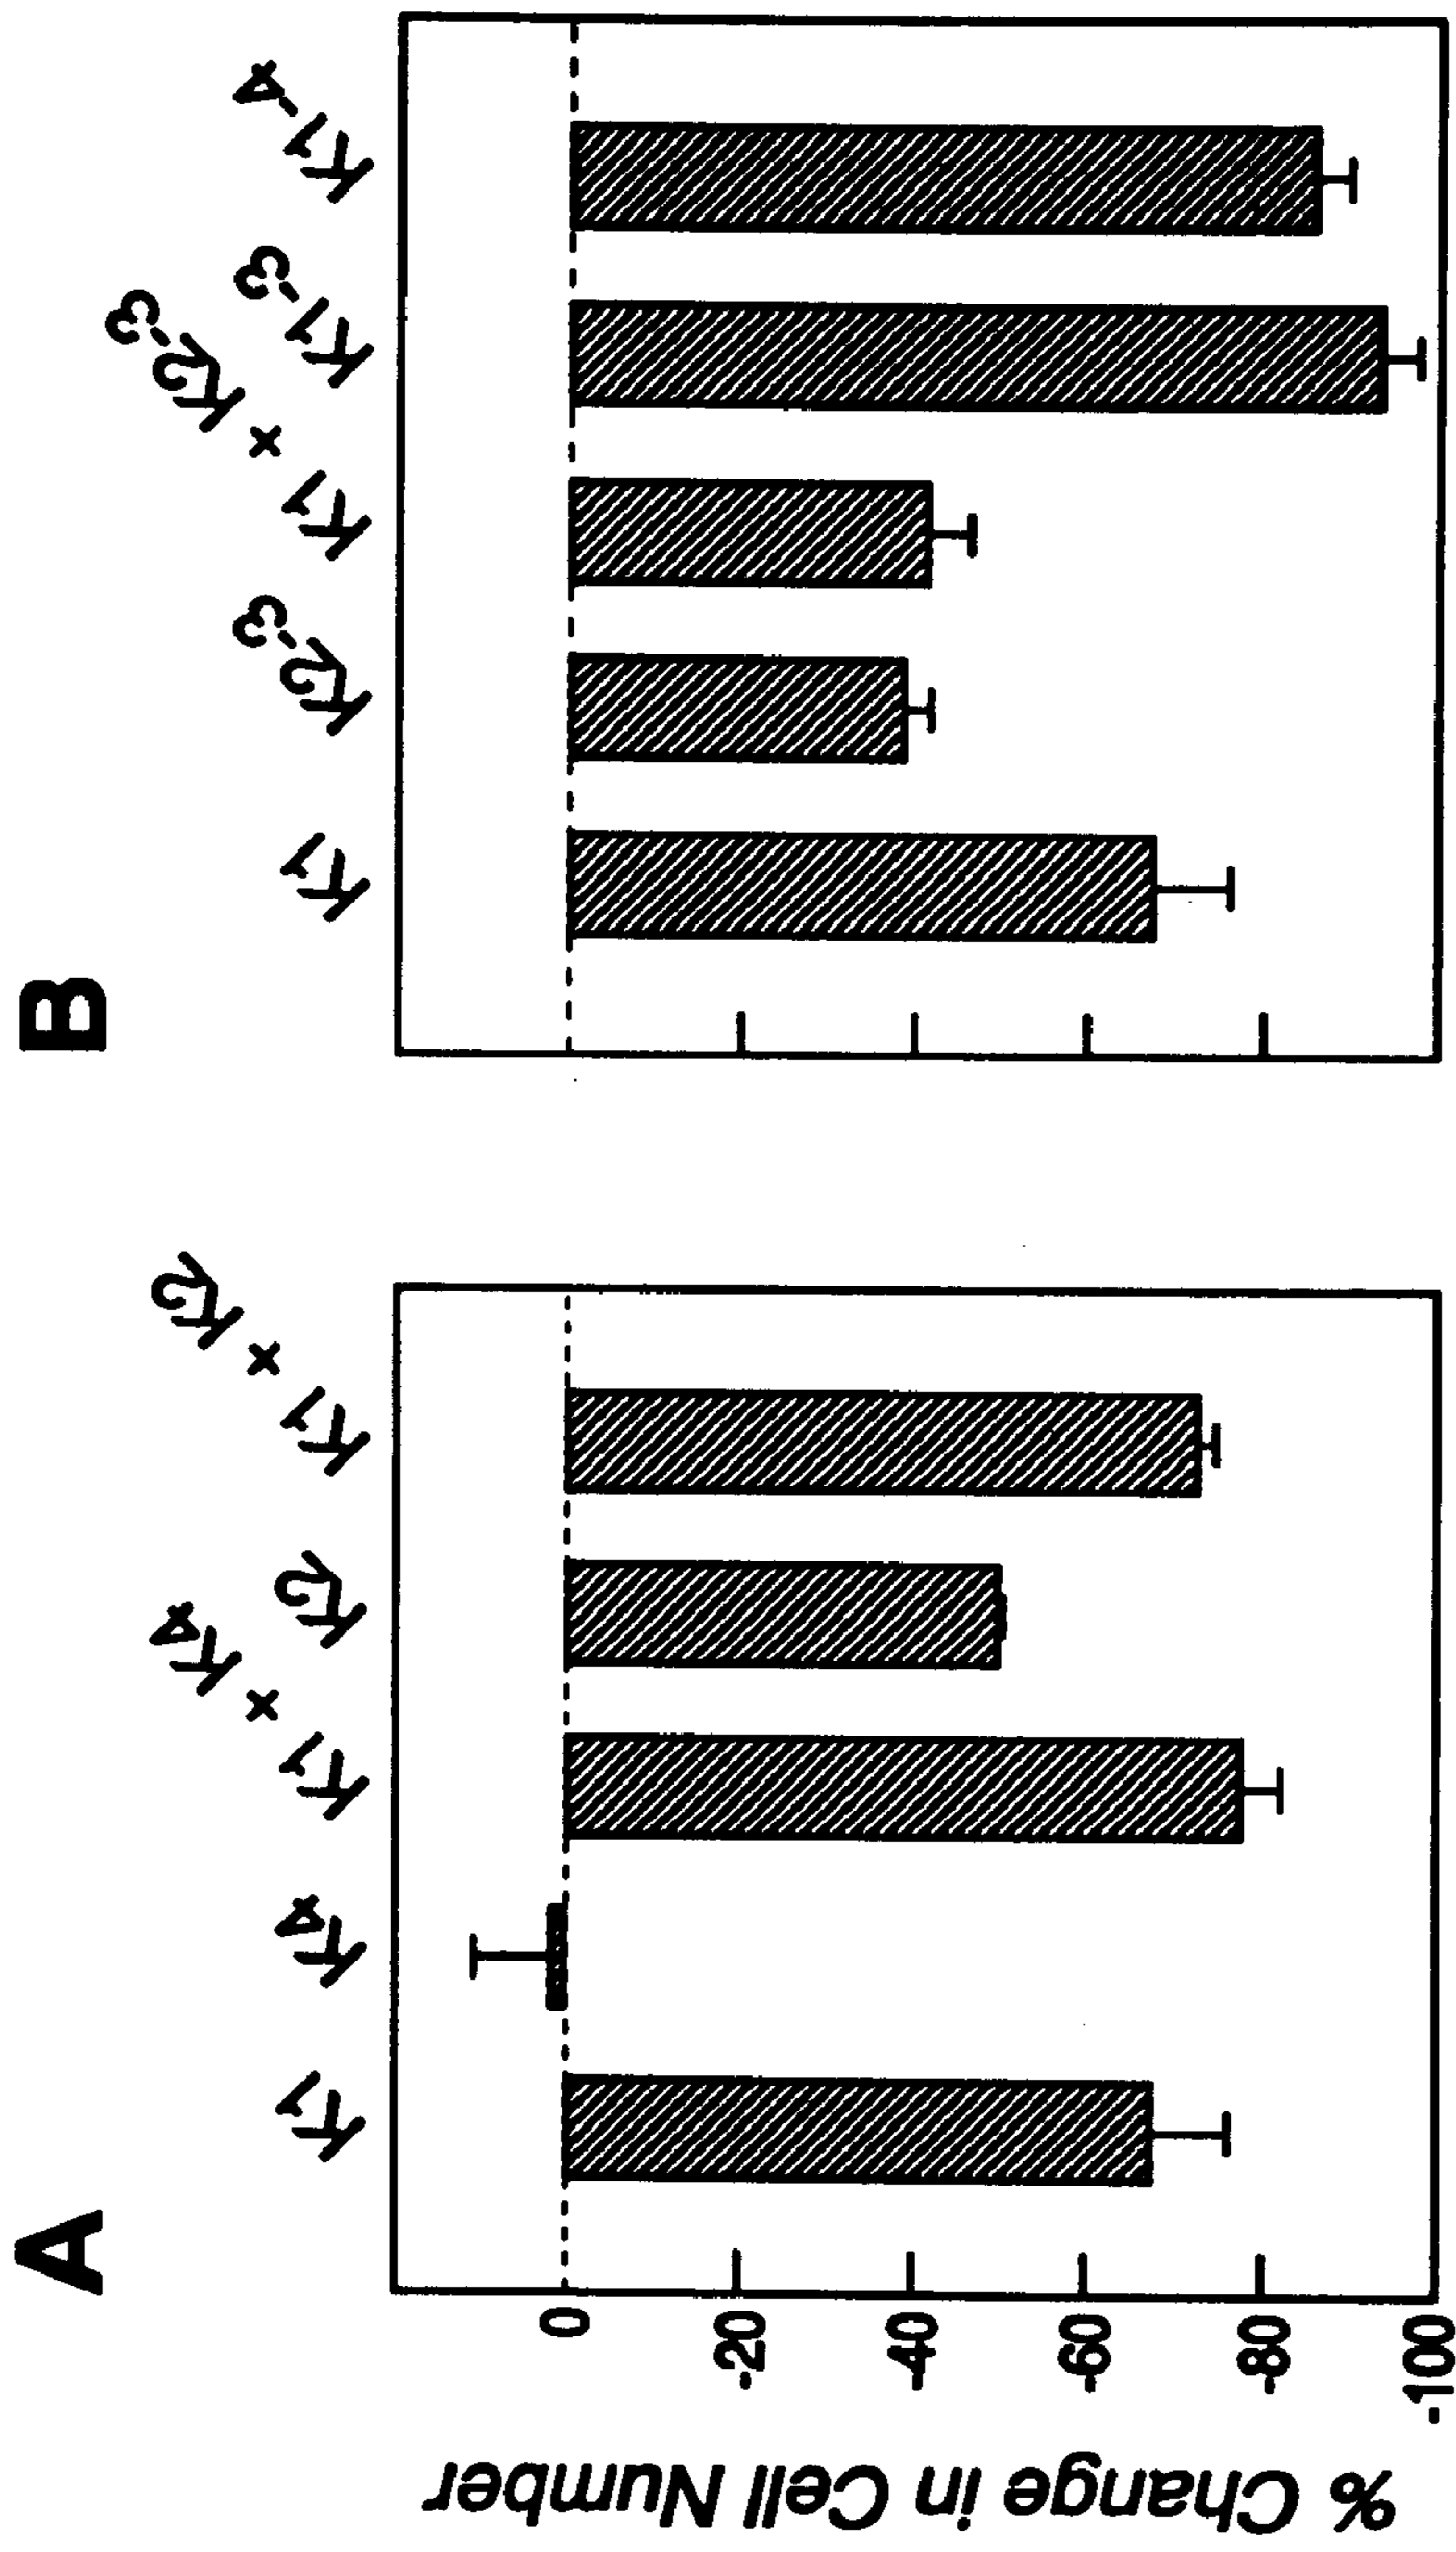 A
% Change in Cell Number
0
-20
-40
-60
-80
-100
K1
K4
K1 + K4
K2
K1 + K2
B
K1
K2-3
K1 + K2-3
K1-3
K1-4